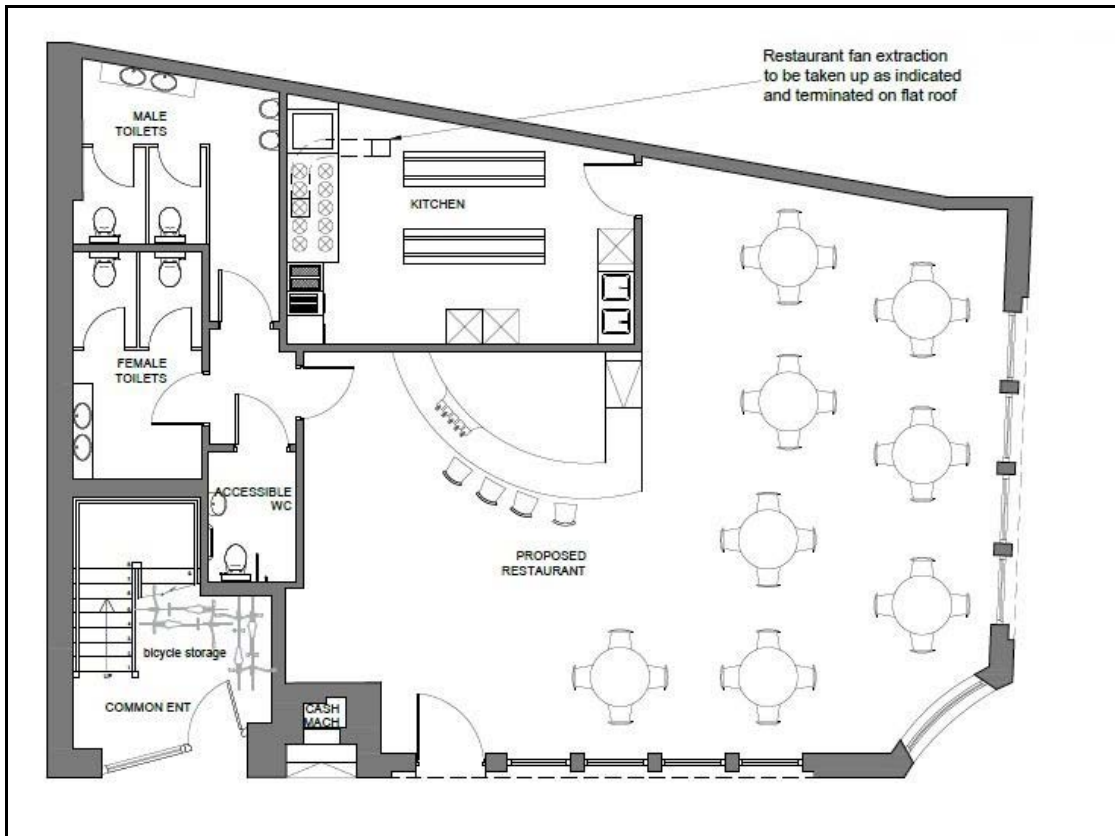 Restaurant fan extraction
to be taken up as indicated
and terminated on flat roof
MALE
TOILETS
KITCHEN
FEMALE
TOILETS
ACCESSIBLE
WC
PROPOSED
RESTAURANT
bicycle storage
COMMON ENT
CASH
MACH